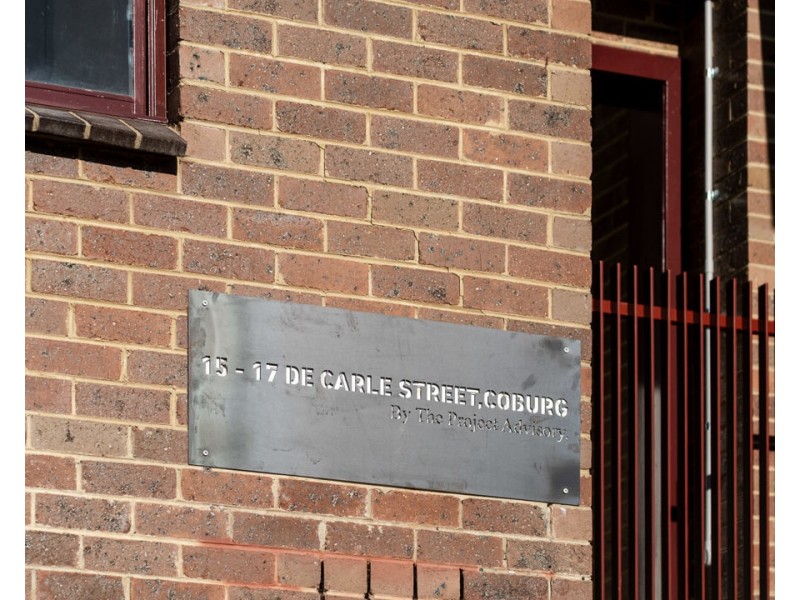 15 - 17 DE CARLE STREET,COBURG
By The Project Advisory.